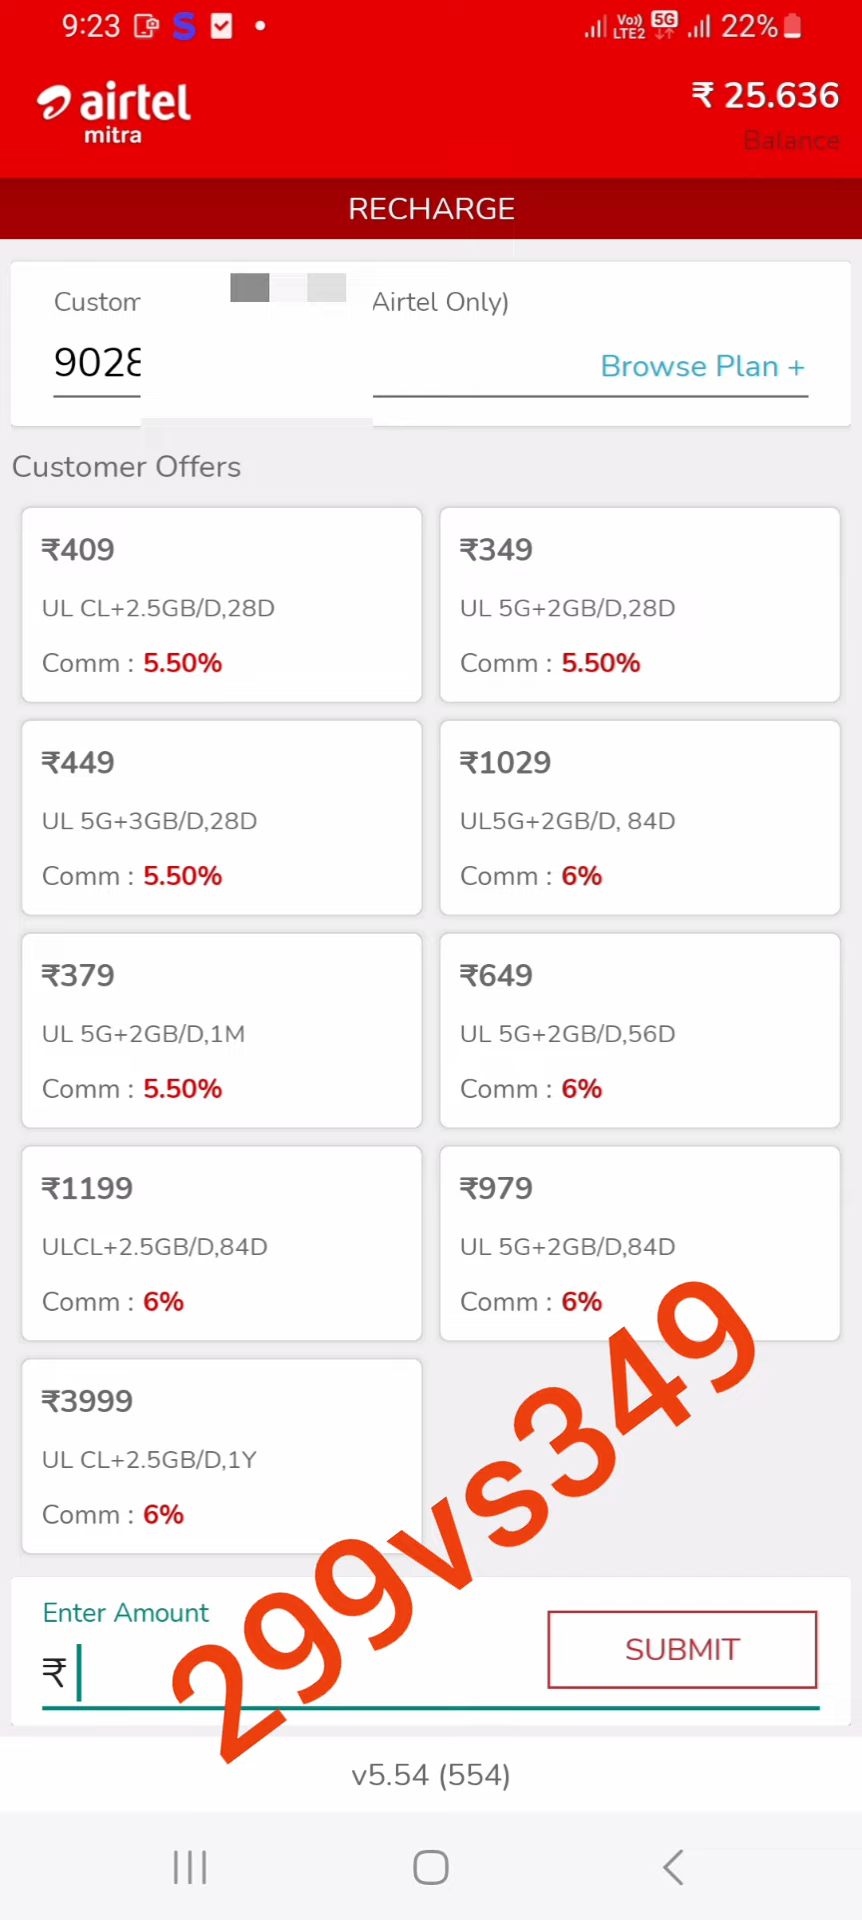 9:23 S Vo)) LTE2 5G 22%
airtel
mitra
₹ 25.636
Balance
RECHARGE
Custom Airtel Only)
9028
Browse Plan +
Customer Offers
₹409
UL CL+2.5GB/D,28D
Comm : 5.50%
₹349
UL 5G+2GB/D,28D
Comm : 5.50%
₹449
UL 5G+3GB/D,28D
Comm : 5.50%
₹1029
UL5G+2GB/D, 84D
Comm : 6%
₹379
UL 5G+2GB/D,1M
Comm : 5.50%
₹649
UL 5G+2GB/D,56D
Comm : 6%
₹1199
ULCL+2.5GB/D,84D
Comm : 6%
₹979
UL 5G+2GB/D,84D
Comm : 6%
₹3999
UL CL+2.5GB/D,1Y
Comm : 6%
299vs349
Enter Amount
₹
SUBMIT
v5.54 (554)